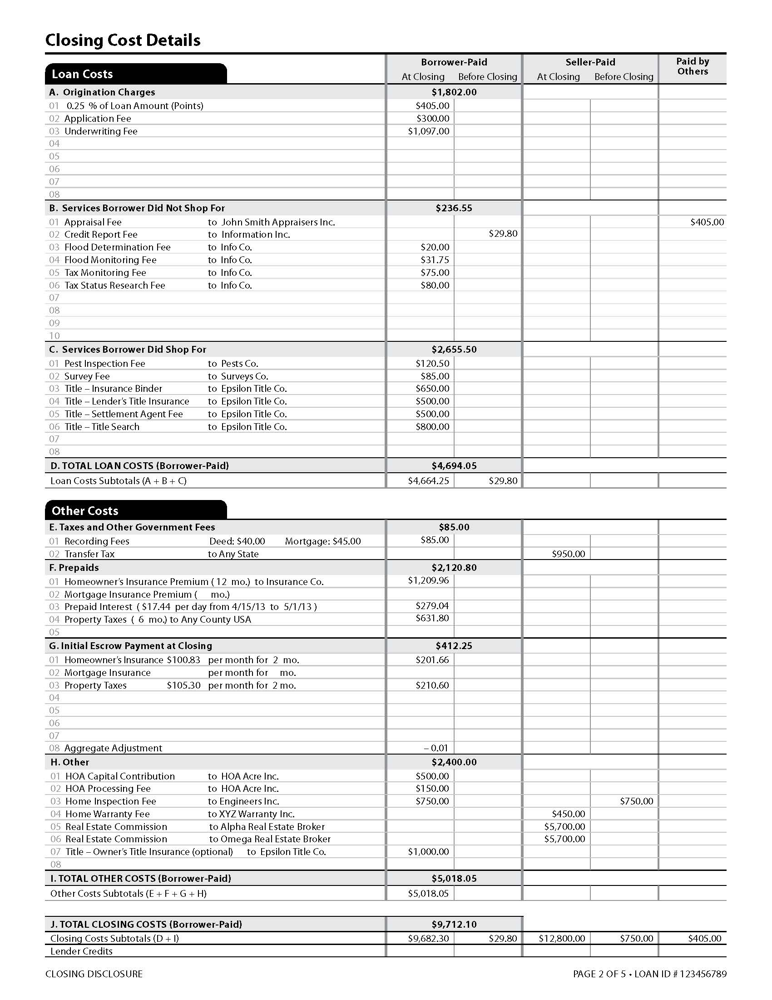 Closing Cost Details
Loan Costs
Borrower-Paid Seller-Paid Paid by Others
At Closing Before Closing At Closing Before Closing
A. Origination Charges $1,802.00
01 0.25 % of Loan Amount (Points) $405.00
02 Application Fee $300.00
03 Underwriting Fee $1,097.00
04
05
06
07
08
B. Services Borrower Did Not Shop For $236.55
01 Appraisal Fee to John Smith Appraisers Inc. $405.00
02 Credit Report Fee to Information Inc. $29.80
03 Flood Determination Fee to Info Co. $20.00
04 Flood Monitoring Fee to Info Co. $31.75
05 Tax Monitoring Fee to Info Co. $75.00
06 Tax Status Research Fee to Info Co. $80.00
07
08
09
10
C. Services Borrower Did Shop For $2,655.50
01 Pest Inspection Fee to Pests Co. $120.50
02 Survey Fee to Surveys Co. $85.00
03 Title – Insurance Binder to Epsilon Title Co. $650.00
04 Title – Lender's Title Insurance to Epsilon Title Co. $500.00
05 Title – Settlement Agent Fee to Epsilon Title Co. $500.00
06 Title – Title Search to Epsilon Title Co. $800.00
07
08
D. TOTAL LOAN COSTS (Borrower-Paid) $4,694.05
Loan Costs Subtotals (A + B + C) $4,664.25 $29.80
Other Costs
E. Taxes and Other Government Fees $85.00
01 Recording Fees Deed: $40.00 Mortgage: $45.00 $85.00
02 Transfer Tax to Any State $950.00
F. Prepaids $2,120.80
01 Homeowner's Insurance Premium ( 12 mo.) to Insurance Co. $1,209.96
02 Mortgage Insurance Premium ( mo.)
03 Prepaid Interest ( $17.44 per day from 4/15/13 to 5/1/13 ) $279.04
04 Property Taxes ( 6 mo.) to Any County USA $631.80
05
G. Initial Escrow Payment at Closing $412.25
01 Homeowner's Insurance $100.83 per month for 2 mo. $201.66
02 Mortgage Insurance per month for mo.
03 Property Taxes $105.30 per month for 2 mo. $210.60
04
05
06
07
08 Aggregate Adjustment – 0.01
H. Other $2,400.00
01 HOA Capital Contribution to HOA Acre Inc. $500.00
02 HOA Processing Fee to HOA Acre Inc. $150.00
03 Home Inspection Fee to Engineers Inc. $750.00 $750.00
04 Home Warranty Fee to XYZ Warranty Inc. $450.00
05 Real Estate Commission to Alpha Real Estate Broker $5,700.00
06 Real Estate Commission to Omega Real Estate Broker $5,700.00
07 Title – Owner's Title Insurance (optional) to Epsilon Title Co. $1,000.00
08
I. TOTAL OTHER COSTS (Borrower-Paid) $5,018.05
Other Costs Subtotals (E + F + G + H) $5,018.05
J. TOTAL CLOSING COSTS (Borrower-Paid) $9,712.10
Closing Costs Subtotals (D + I) $9,682.30 $29.80 $12,800.00 $750.00 $405.00
Lender Credits
CLOSING DISCLOSURE PAGE 2 OF 5 • LOAN ID # 123456789